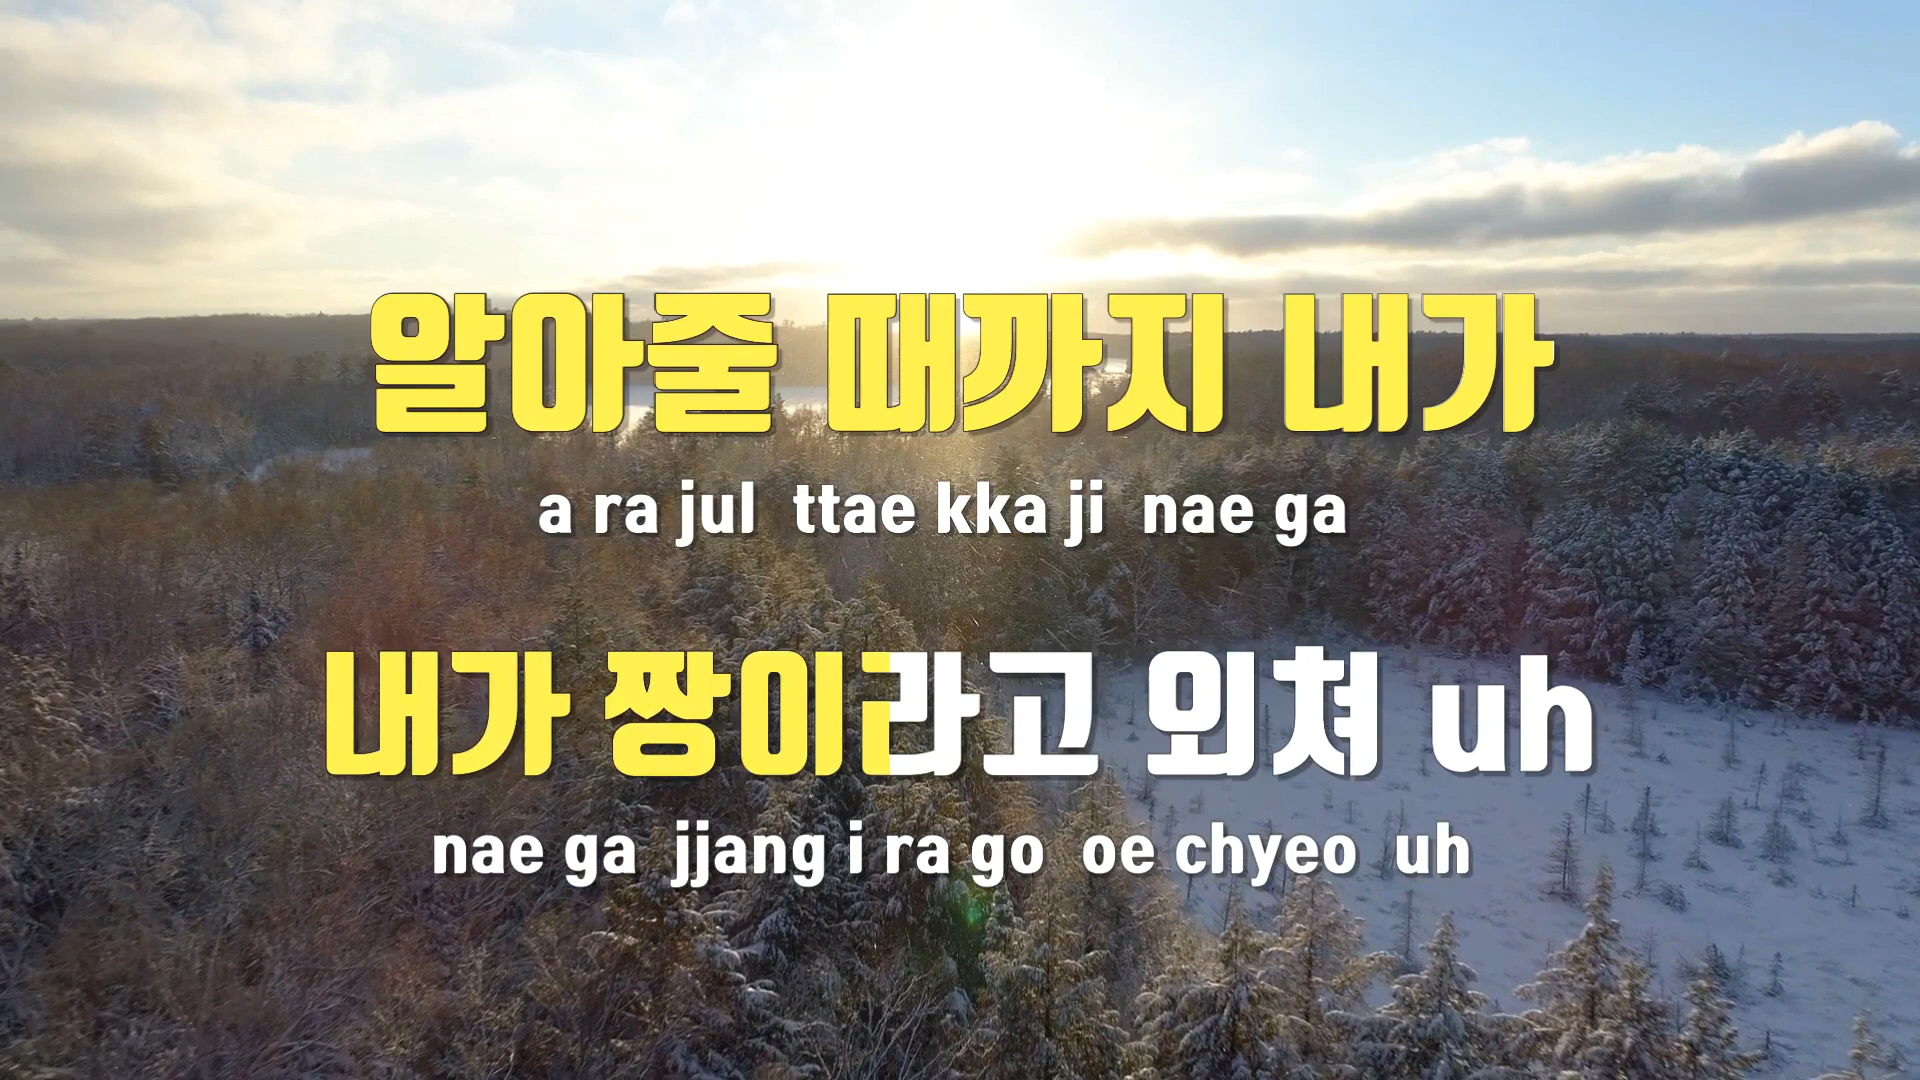 알아줄 때까지 내가
a ra jul ttae kka ji nae ga
내가 짱이라고 외쳐 uh
nae ga jjang i ra go oe chyeo uh